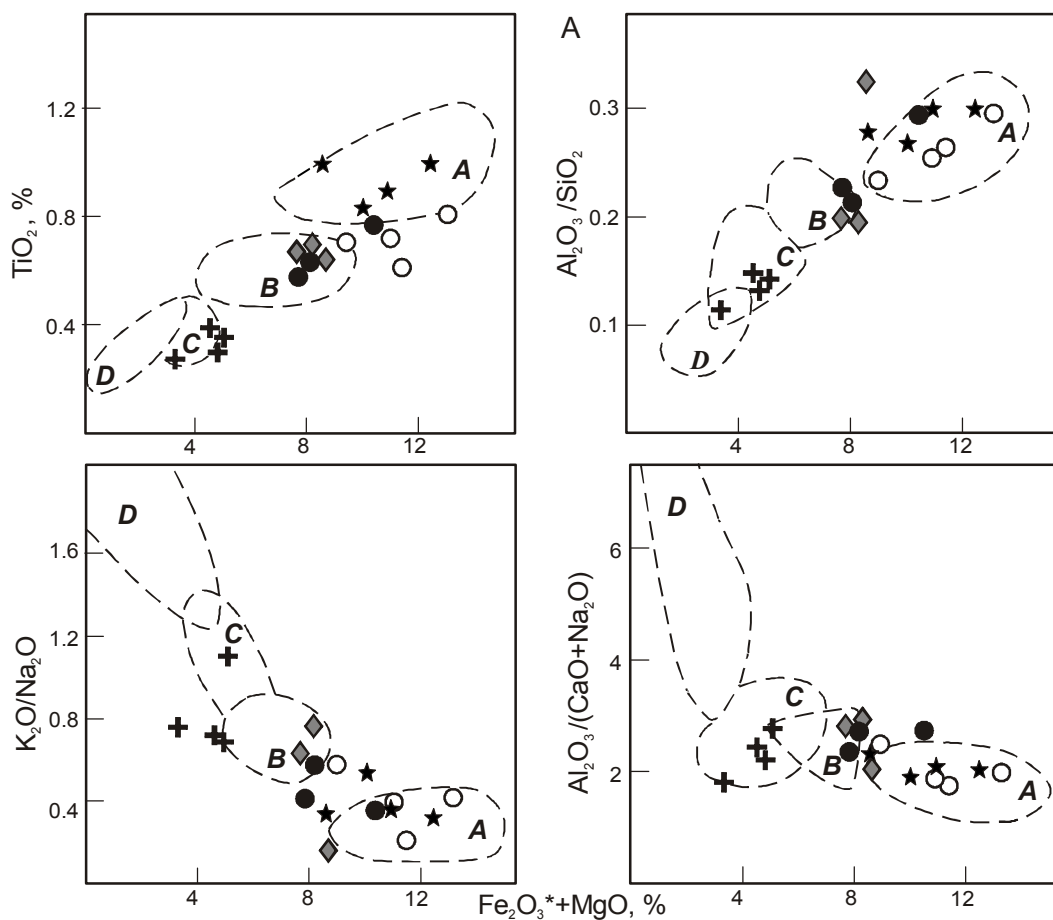 A
TiO₂, %
1.2
0.8
0.4
A
B
C
D
4
8
12
Al₂O₃/SiO₂
0.3
0.2
0.1
A
B
C
D
4
8
12
K₂O/Na₂O
1.6
1.2
0.8
0.4
D
C
B
A
4
8
12
Al₂O₃/(CaO+Na₂O)
6
4
2
D
C
B
A
4
8
12
Fe₂O₃*+MgO, %